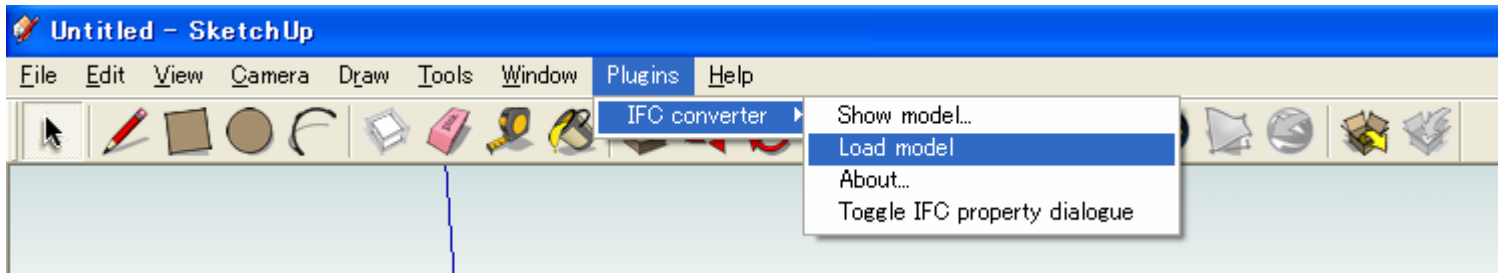 Untitled - SketchUp
File Edit View Camera Draw Tools Window Plugins Help
IFC converter
Show model...
Load model
About...
Toggle IFC property dialogue